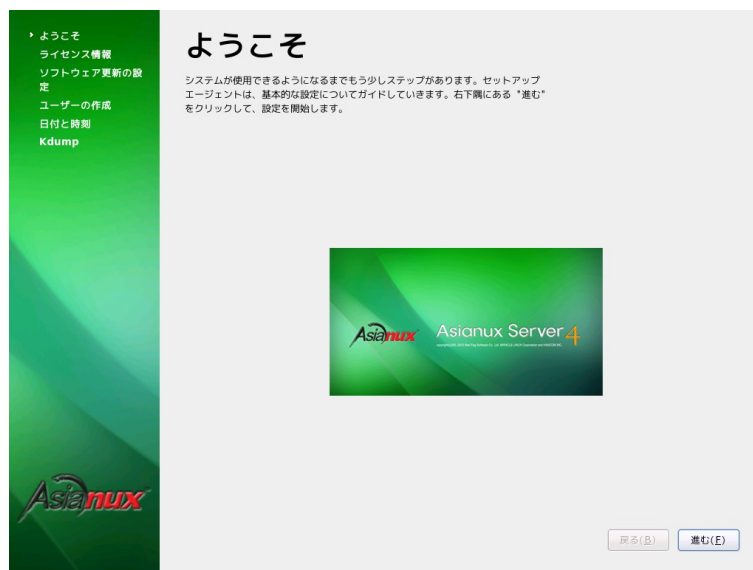 ようこそ
ライセンス情報
ソフトウェア更新の設
定
ユーザーの作成
日付と時刻
Kdump
ようこそ
システムが使用できるようになるまでもう少しステップがあります。セットアップ
エージェントは、基本的な設定についてガイドしていきます。右下隅にある "進む"
をクリックして、設定を開始します。
Asianux
Asianux Server 4
Asianux
戻る(B)
進む(F)